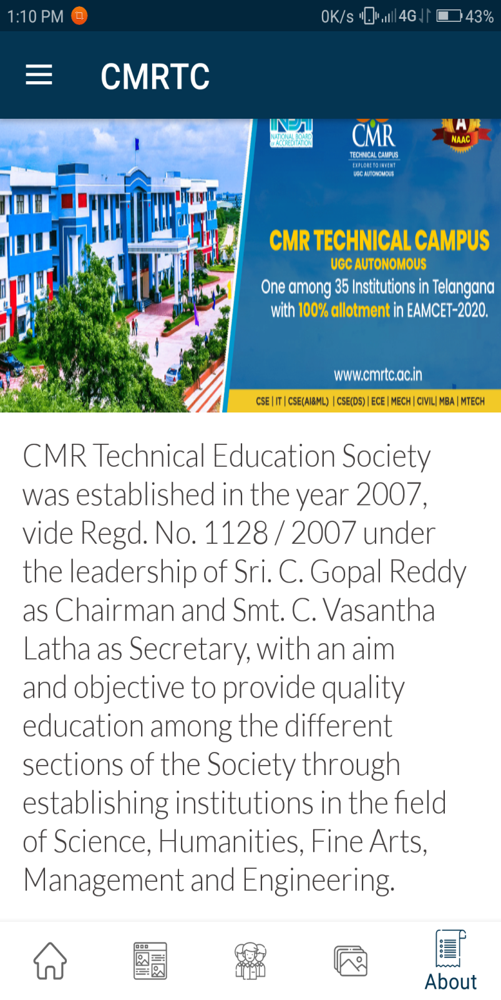 1:10 PM 0K/s 4G 43%
CMRTC
NATIONAL BOARD
of ACCREDITATION
CMR
TECHNICAL CAMPUS
EXPLORE TO INVENT
UGC AUTONOMOUS
A
NAAC
CMR TECHNICAL CAMPUS
UGC AUTONOMOUS
One among 35 Institutions in Telangana
with 100% allotment in EAMCET-2020.
www.cmrtc.ac.in
CSE | IT | CSE(AI&ML) | CSE(DS) | ECE | MECH | CIVIL| MBA | MTECH
CMR Technical Education Society
was established in the year 2007,
vide Regd. No. 1128 / 2007 under
the leadership of Sri. C. Gopal Reddy
as Chairman and Smt. C. Vasantha
Latha as Secretary, with an aim
and objective to provide quality
education among the different
sections of the Society through
establishing institutions in the field
of Science, Humanities, Fine Arts,
Management and Engineering.
About